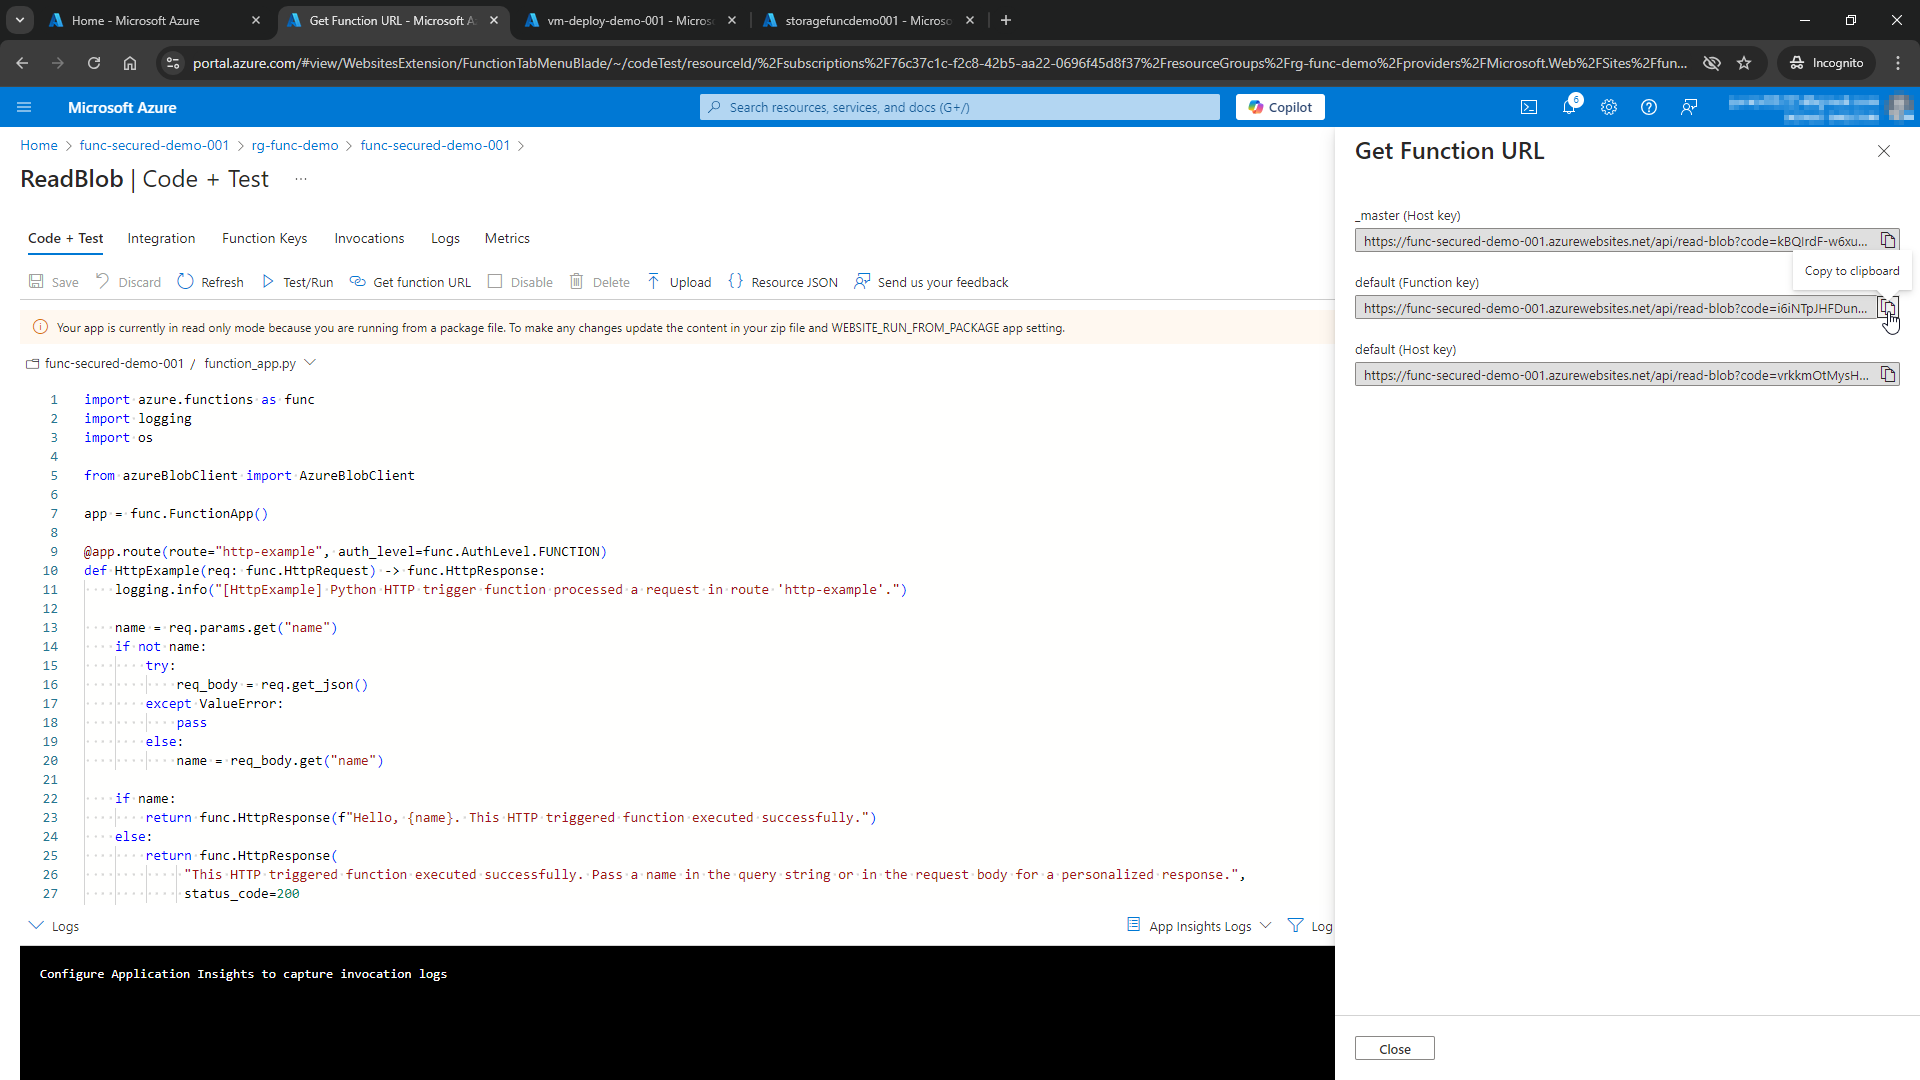 Home - Microsoft Azure
Get Function URL - Microsoft A
vm-deploy-demo-001 - Micros
storagefuncdemo001 - Micros
portal.azure.com/#view/WebsitesExtension/FunctionTabMenuBlade/~/codeTest/resourceId/%2Fsubscriptions%2F76c37c1c-f2c8-42b5-aa22-0696f45d8f37%2FresourceGroups%2Frg-func-demo%2Fproviders%2FMicrosoft.Web%2FSites%2Ffun...
Incognito
Microsoft Azure
Search resources, services, and docs (G+/)
Copilot
6
Home > func-secured-demo-001 > rg-func-demo > func-secured-demo-001 >
ReadBlob | Code + Test ...
Code + Test Integration Function Keys Invocations Logs Metrics
Save Discard Refresh Test/Run Get function URL Disable Delete Upload {} Resource JSON Send us your feedback
Your app is currently in read only mode because you are running from a package file. To make any changes update the content in your zip file and WEBSITE_RUN_FROM_PACKAGE app setting.
func-secured-demo-001 / function_app.py
1 import azure.functions as func
2 import logging
3 import os
4
5 from azureBlobClient import AzureBlobClient
6
7 app = func.FunctionApp()
8
9 @app.route(route="http-example", auth_level=func.AuthLevel.FUNCTION)
10 def HttpExample(req: func.HttpRequest) -> func.HttpResponse:
11 logging.info("[HttpExample] Python HTTP trigger function processed a request in route 'http-example'.")
12
13 name = req.params.get("name")
14 if not name:
15 try:
16 req_body = req.get_json()
17 except ValueError:
18 pass
19 else:
20 name = req_body.get("name")
21
22 if name:
23 return func.HttpResponse(f"Hello, {name}. This HTTP triggered function executed successfully.")
24 else:
25 return func.HttpResponse(
26 "This HTTP triggered function executed successfully. Pass a name in the query string or in the request body for a personalized response.",
27 status_code=200
Logs
App Insights Logs
Log
Configure Application Insights to capture invocation logs
Get Function URL
_master (Host key)
https://func-secured-demo-001.azurewebsites.net/api/read-blob?code=kBQIrdF-w6xu...
Copy to clipboard
default (Function key)
https://func-secured-demo-001.azurewebsites.net/api/read-blob?code=i6iNTpJHFDun...
default (Host key)
https://func-secured-demo-001.azurewebsites.net/api/read-blob?code=vrkkmOtMysH...
Close